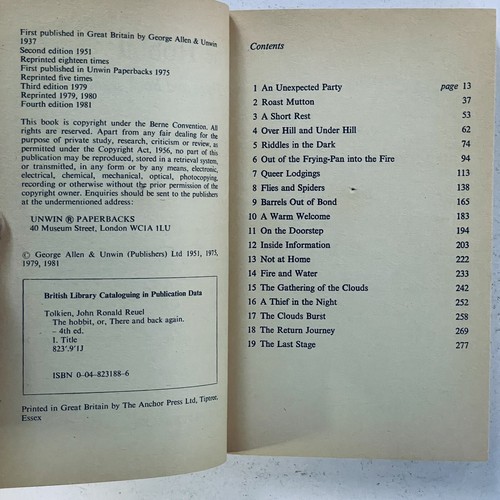 First published in Great Britain by George Allen & Unwin
1937
Second edition 1951
Reprinted eighteen times
First published in Unwin Paperbacks 1975
Reprinted five times
Third edition 1979
Reprinted 1979, 1980
Fourth edition 1981
This book is copyright under the Berne Convention. All
rights are reserved. Apart from any fair dealing for the
purpose of private study, research, criticism or review, as
permitted under the Copyright Act, 1956, no part of this
publication may be reproduced, stored in a retrieval system,
or transmitted, in any form or by any means, electronic,
electrical, chemical, mechanical, optical, photocopying,
recording or otherwise without the prior permission of the
copyright owner. Enquiries should be sent to the publishers
at the undermentioned address:
UNWIN ® PAPERBACKS
40 Museum Street, London WC1A 1LU
© George Allen & Unwin (Publishers) Ltd 1951, 1975,
1979, 1981
British Library Cataloguing in Publication Data
Tolkien, John Ronald Reuel
The hobbit, or, There and back again.
– 4th ed.
1. Title
823'.9'1J
ISBN 0–04–823188–6
Printed in Great Britain by The Anchor Press Ltd, Tiptree,
Essex
Contents
1 An Unexpected Party page 13
2 Roast Mutton 37
3 A Short Rest 53
4 Over Hill and Under Hill 62
5 Riddles in the Dark 74
6 Out of the Frying-Pan into the Fire 94
7 Queer Lodgings 113
8 Flies and Spiders 138
9 Barrels Out of Bond 165
10 A Warm Welcome 183
11 On the Doorstep 194
12 Inside Information 203
13 Not at Home 222
14 Fire and Water 233
15 The Gathering of the Clouds 242
16 A Thief in the Night 252
17 The Clouds Burst 258
18 The Return Journey 269
19 The Last Stage 277